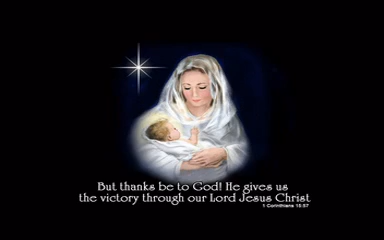 But thanks be to God! He gives us
the victory through our Lord Jesus Christ
1 Corinthians 15:57